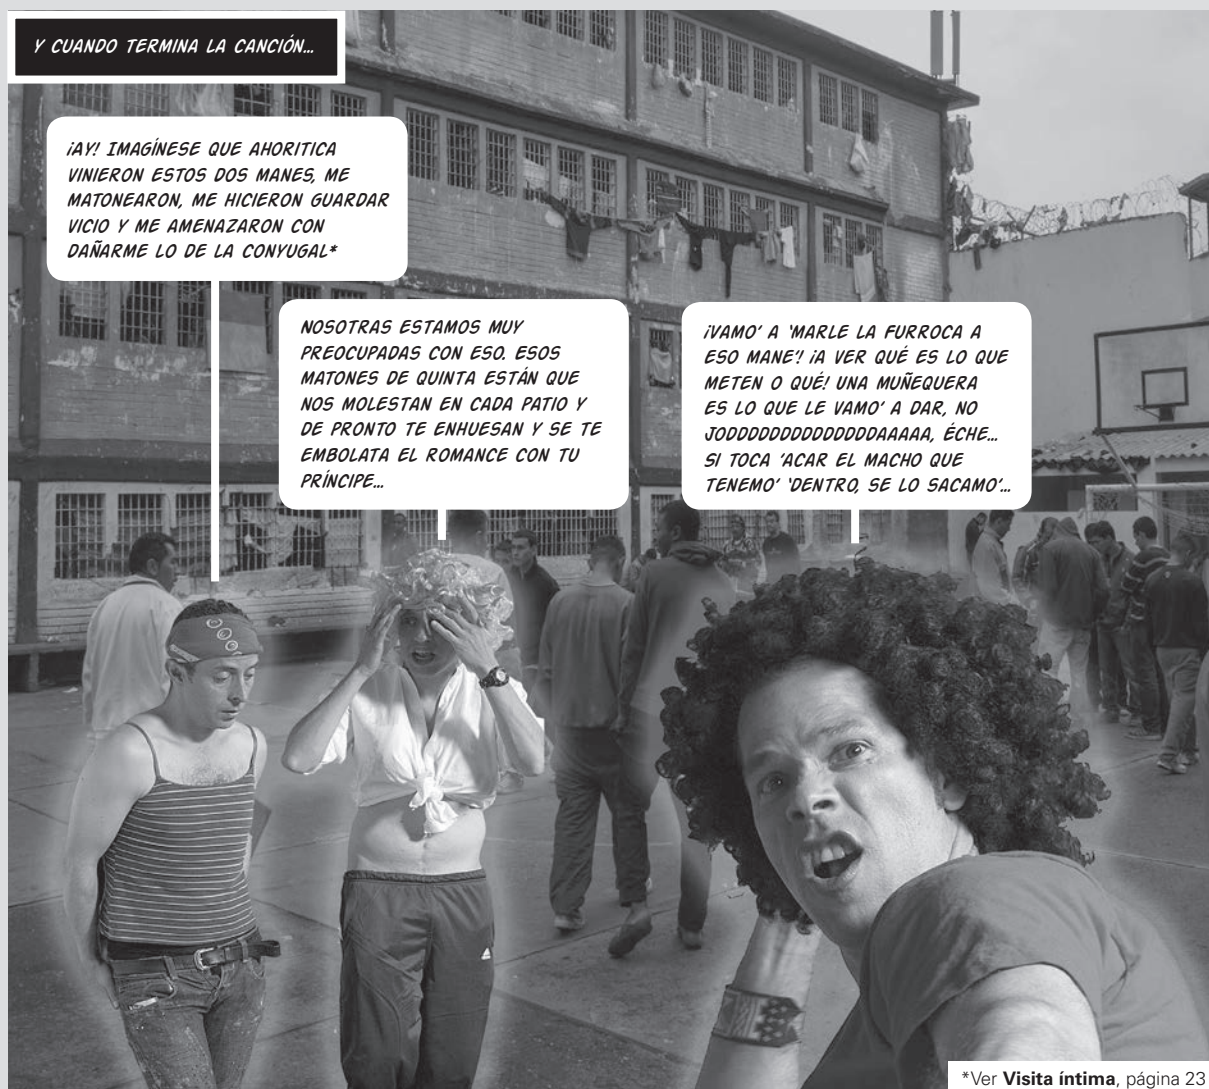 Y CUANDO TERMINA LA CANCIÓN...
¡AY! IMAGÍNESE QUE AHORITICA
VINIERON ESTOS DOS MANES, ME
MATONEARON, ME HICIERON GUARDAR
VICIO Y ME AMENAZARON CON
DAÑARME LO DE LA CONYUGAL*
NOSOTRAS ESTAMOS MUY
PREOCUPADAS CON ESO. ESOS
MATONES DE QUINTA ESTÁN QUE
NOS MOLESTAN EN CADA PATIO Y
DE PRONTO TE ENHUESAN Y SE TE
EMBOLATA EL ROMANCE CON TU
PRÍNCIPE...
¡VAMO' A 'MARLE LA FURROCA A
ESO MANE'! ¡A VER QUÉ ES LO QUE
METEN O QUÉ! UNA MUÑEQUERA
ES LO QUE LE VAMO' A DAR, NO
JODDDDDDDDDDDDDDAAAAA, ÉCHE...
SI TOCA 'ACAR EL MACHO QUE
TENEMO' 'DENTRO, SE LO SACAMO'...
*Ver Visita íntima, página 23